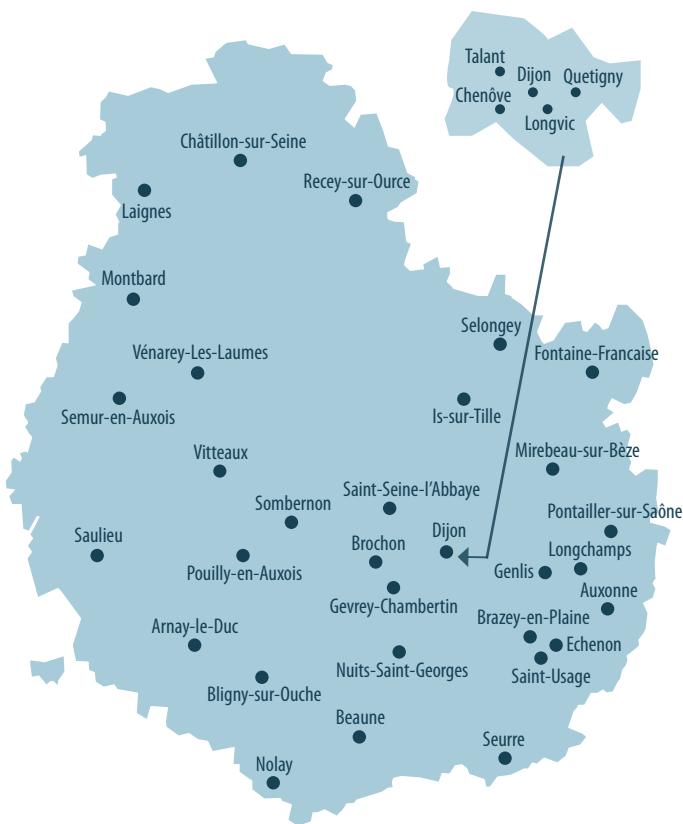 Talant
Dijon
Quetigny
Chenôve
Longvic
Châtillon-sur-Seine
Recey-sur-Ource
Laignes
Montbard
Selongey
Vénarey-Les-Laumes
Fontaine-Francaise
Semur-en-Auxois
Is-sur-Tille
Vitteaux
Mirebeau-sur-Bèze
Saint-Seine-l'Abbaye
Sombernon
Pontailler-sur-Saône
Saulieu
Dijon
Brochon
Longchamps
Pouilly-en-Auxois
Genlis
Auxonne
Gevrey-Chambertin
Brazey-en-Plaine
Arnay-le-Duc
Echenon
Nuits-Saint-Georges
Saint-Usage
Bligny-sur-Ouche
Beaune
Seurre
Nolay